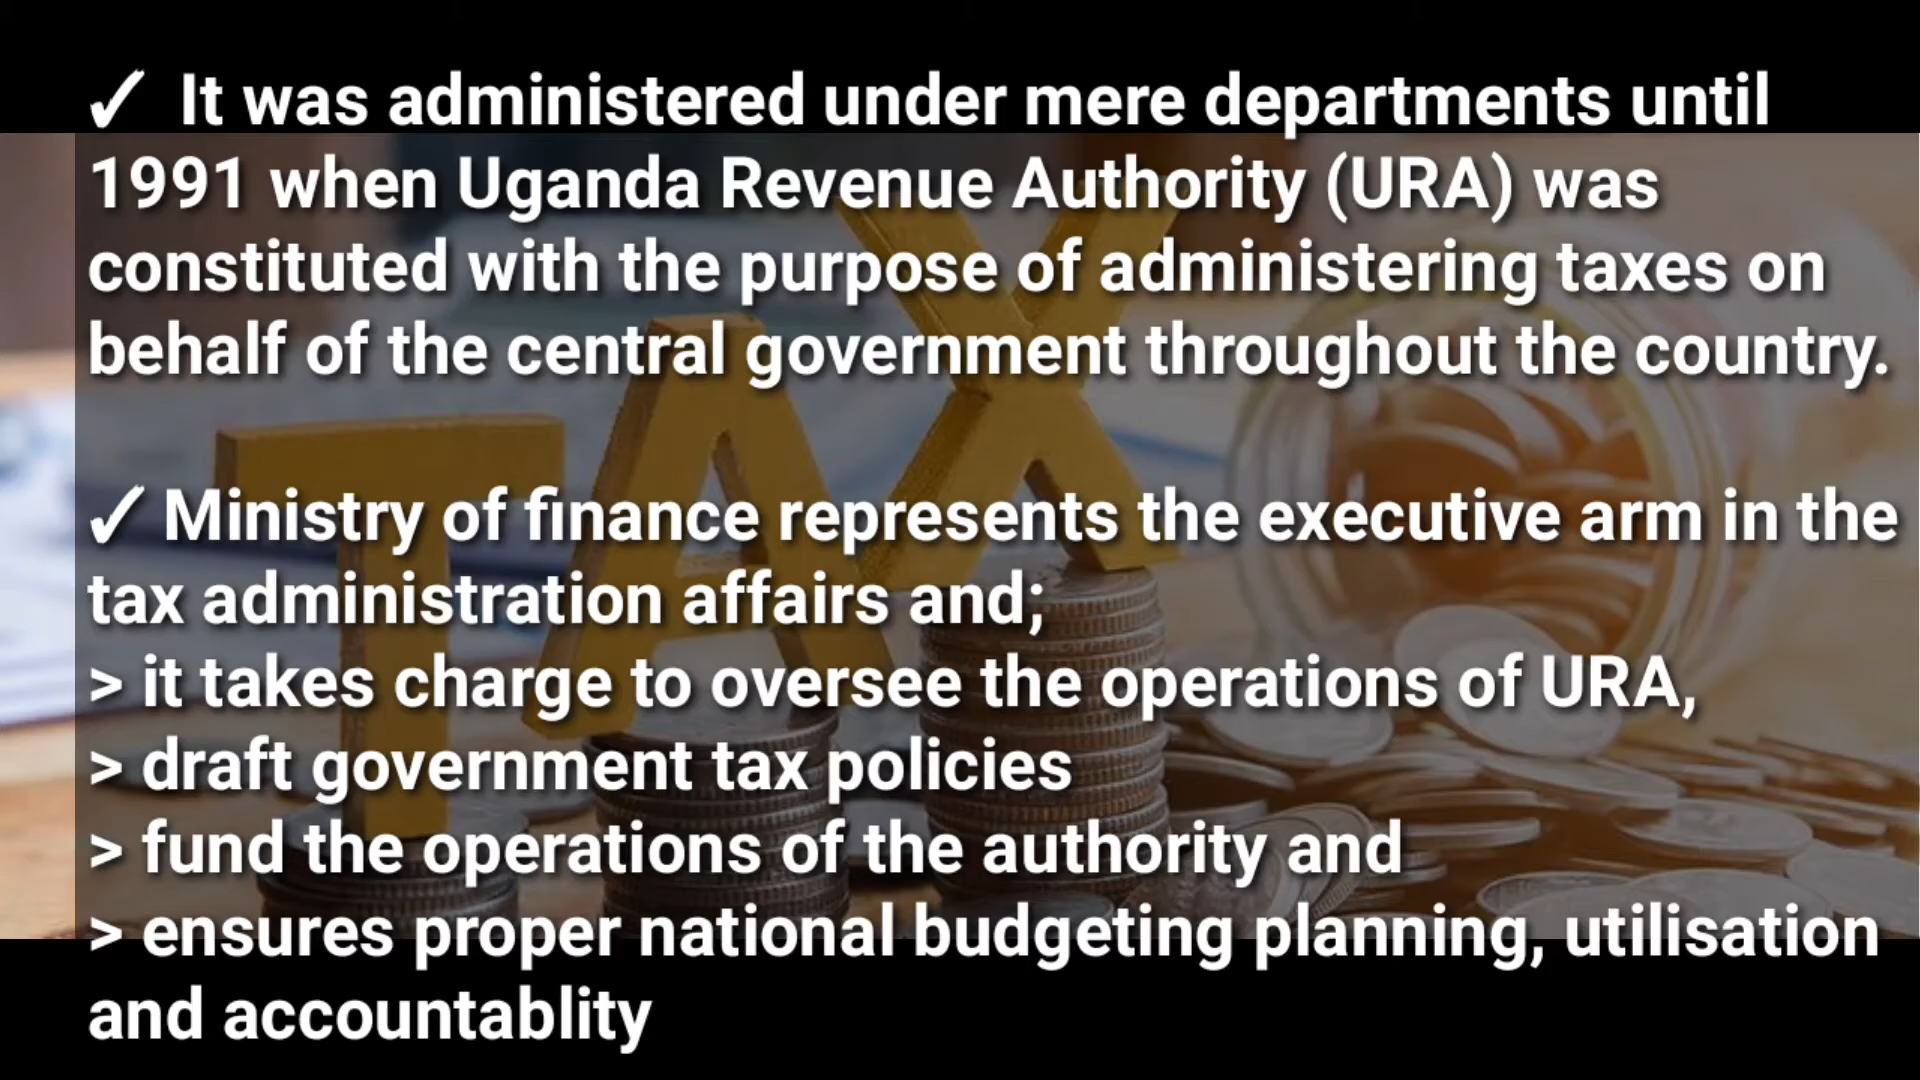 ✓ It was administered under mere departments until
1991 when Uganda Revenue Authority (URA) was
constituted with the purpose of administering taxes on
behalf of the central government throughout the country.
TAX
✓ Ministry of finance represents the executive arm in the
tax administration affairs and;
> it takes charge to oversee the operations of URA,
> draft government tax policies
> fund the operations of the authority and
> ensures proper national budgeting planning, utilisation
and accountablity